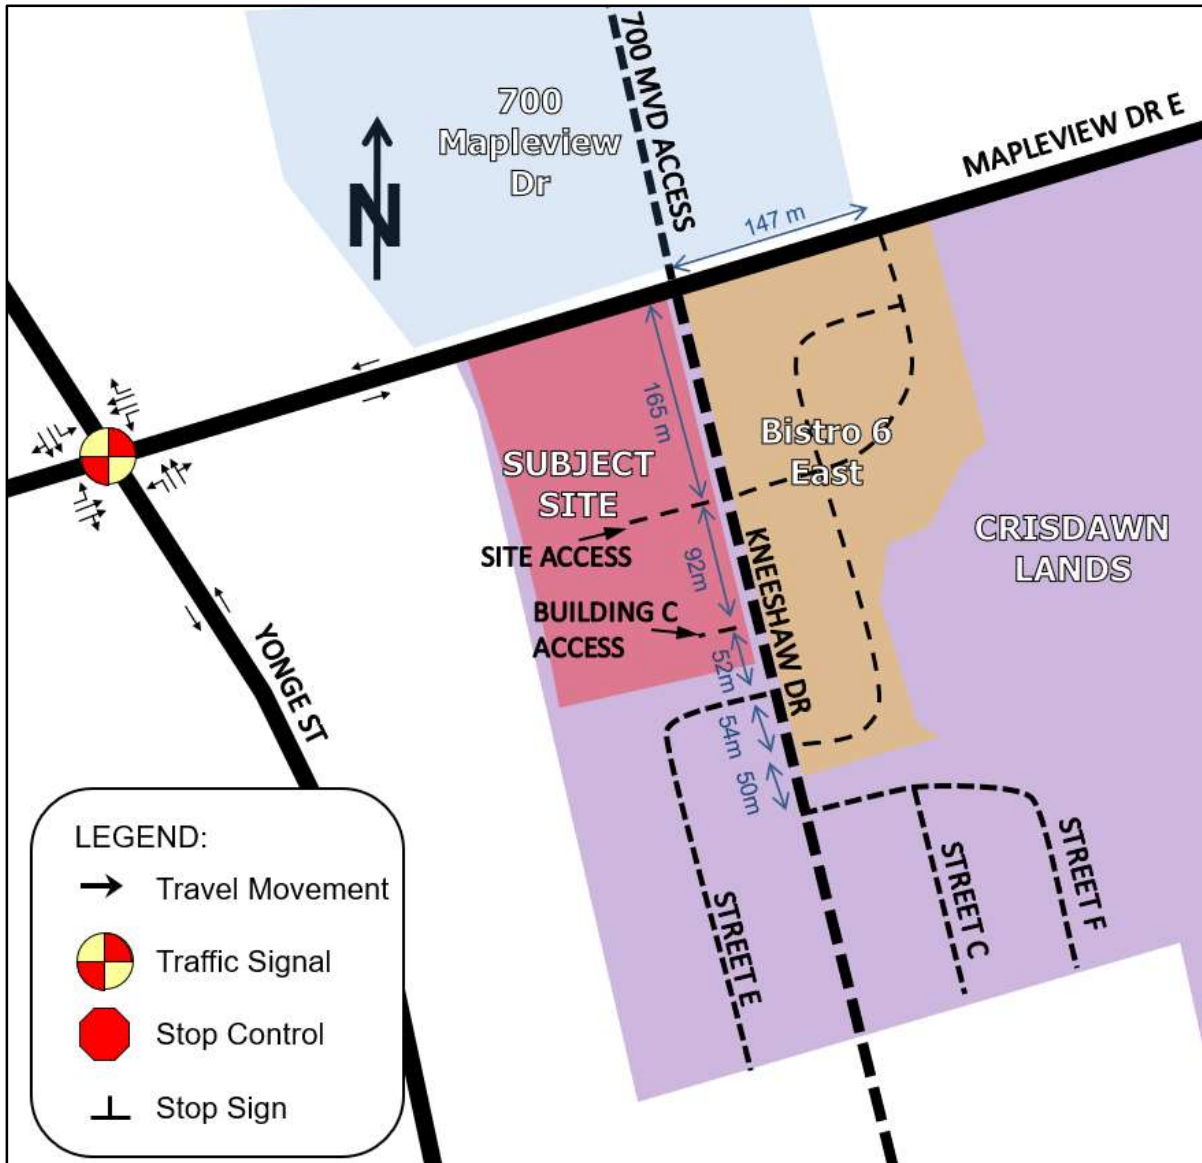 700
Mapleview
Dr
700 MVD ACCESS
MAPLEVIEW DR E
N
147 m
165 m
Bistro 6
East
SUBJECT
SITE
CRISDAWN
LANDS
SITE ACCESS
92m
KNEESHAW DR
BUILDING C
ACCESS
52m
YONGE ST
54m
50m
STREET E
STREET C
STREET F
LEGEND:
Travel Movement
Traffic Signal
Stop Control
Stop Sign